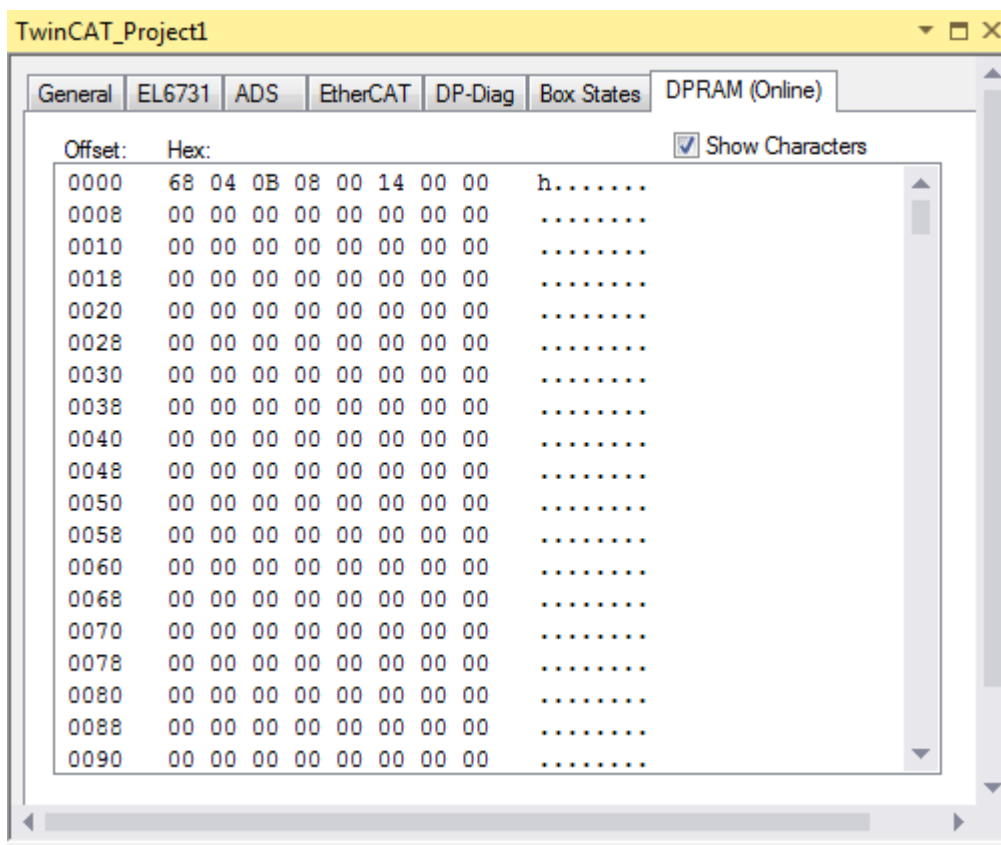 TwinCAT_Project1
General EL6731 ADS EtherCAT DP-Diag Box States DPRAM (Online)
Offset: Hex: Show Characters
0000 68 04 0B 08 00 14 00 00 h.......
0008 00 00 00 00 00 00 00 00 ........
0010 00 00 00 00 00 00 00 00 ........
0018 00 00 00 00 00 00 00 00 ........
0020 00 00 00 00 00 00 00 00 ........
0028 00 00 00 00 00 00 00 00 ........
0030 00 00 00 00 00 00 00 00 ........
0038 00 00 00 00 00 00 00 00 ........
0040 00 00 00 00 00 00 00 00 ........
0048 00 00 00 00 00 00 00 00 ........
0050 00 00 00 00 00 00 00 00 ........
0058 00 00 00 00 00 00 00 00 ........
0060 00 00 00 00 00 00 00 00 ........
0068 00 00 00 00 00 00 00 00 ........
0070 00 00 00 00 00 00 00 00 ........
0078 00 00 00 00 00 00 00 00 ........
0080 00 00 00 00 00 00 00 00 ........
0088 00 00 00 00 00 00 00 00 ........
0090 00 00 00 00 00 00 00 00 ........